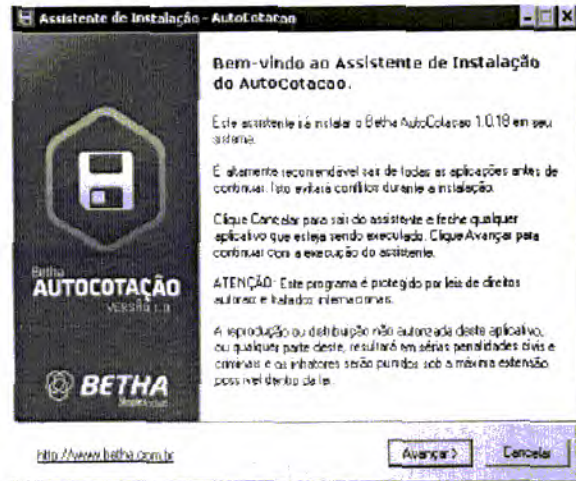 Assistente de Instalação - AutoCotacao
Bem-vindo ao Assistente de Instalação
do AutoCotacao.
Este assistente irá instalar o Betha AutoCotacao 1.0.18 em seu
sistema.
É altamente recomendável sair de todas as aplicações antes de
continuar. Isto evitará conflitos durante a instalação.
Clique Cancelar para sair do assistente e feche qualquer
aplicativo que esteja sendo executado. Clique Avançar para
continuar com a execução do assistente.
ATENÇÃO: Este programa é protegido por leis de direitos
autorais e tratados internacionais.
A reprodução ou distribuição não autorizada deste aplicativo,
ou qualquer parte deste, resultará em sérias penalidades civis e
criminais e os infratores serão punidos sob a máxima extensão
possível dentro da lei.
Betha
AUTOCOTAÇÃO
VERSÃO 1.0
BETHA
http://www.betha.com.br
Avançar >
Cancelar